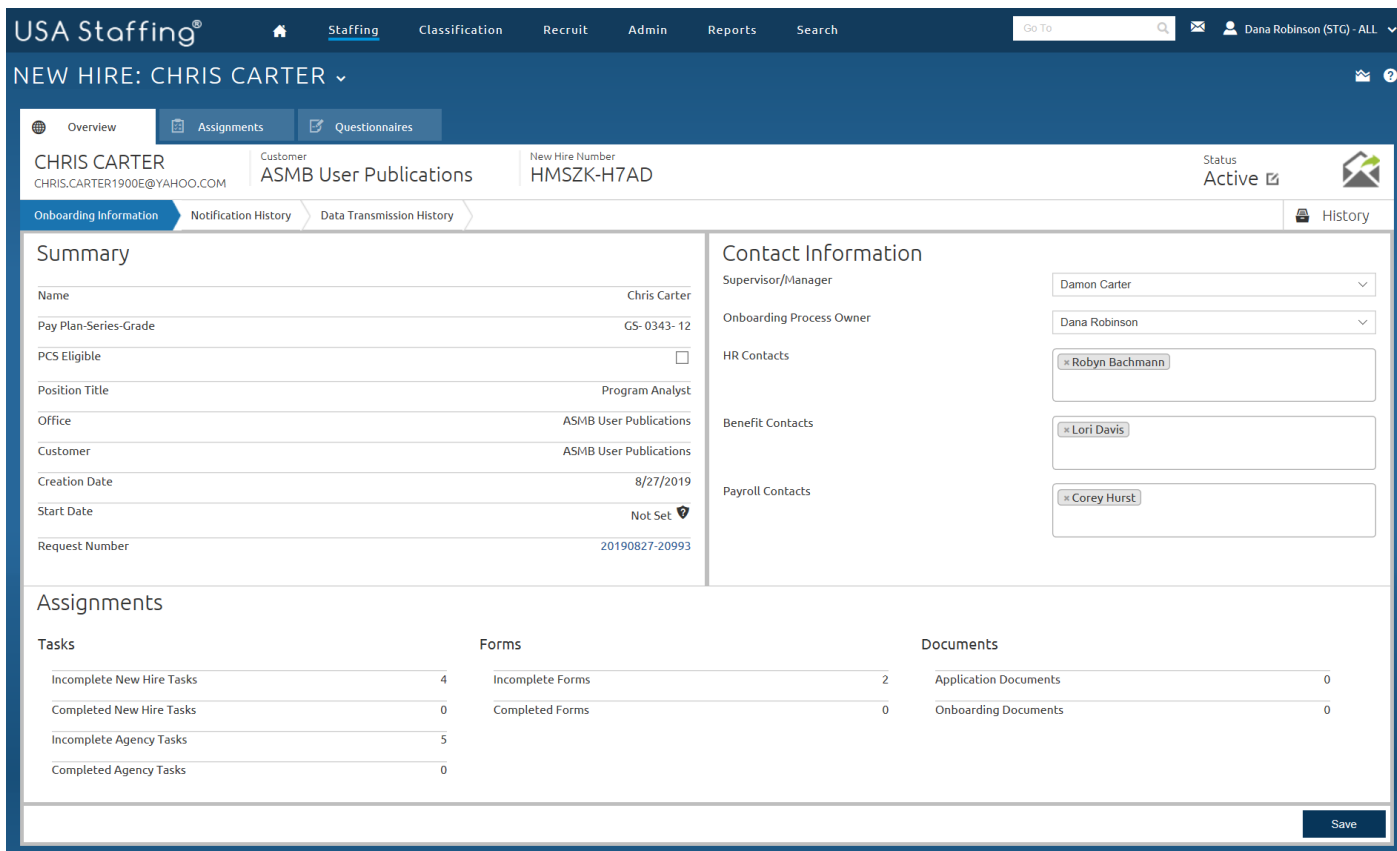 USA Staffing®
Staffing Classification Recruit Admin Reports Search
Go To
Dana Robinson (STG) - ALL
NEW HIRE: CHRIS CARTER
Overview Assignments Questionnaires
CHRIS CARTER
CHRIS.CARTER1900E@YAHOO.COM
Customer
ASMB User Publications
New Hire Number
HMSZK-H7AD
Status
Active
Onboarding Information Notification History Data Transmission History
History
Summary
Name Chris Carter
Pay Plan-Series-Grade GS- 0343- 12
PCS Eligible
Position Title Program Analyst
Office ASMB User Publications
Customer ASMB User Publications
Creation Date 8/27/2019
Start Date Not Set
Request Number 20190827-20993
Contact Information
Supervisor/Manager Damon Carter
Onboarding Process Owner Dana Robinson
HR Contacts × Robyn Bachmann
Benefit Contacts × Lori Davis
Payroll Contacts × Corey Hurst
Assignments
Tasks
Incomplete New Hire Tasks 4
Completed New Hire Tasks 0
Incomplete Agency Tasks 5
Completed Agency Tasks 0
Forms
Incomplete Forms 2
Completed Forms 0
Documents
Application Documents 0
Onboarding Documents 0
Save